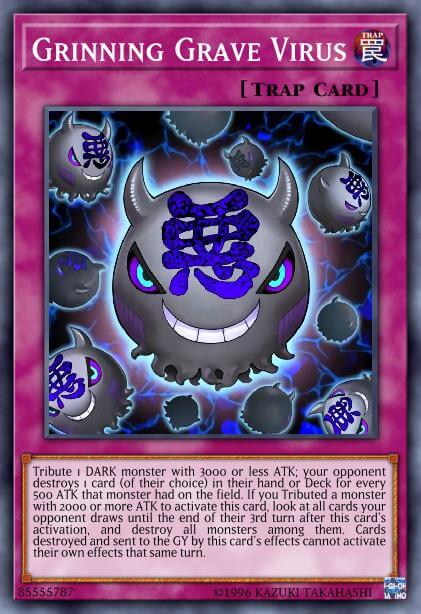 GRINNING GRAVE VIRUS
TRAP
罠
[TRAP CARD]
惡
惡
惡
Tribute 1 DARK monster with 3000 or less ATK; your opponent
destroys 1 card (of their choice) in their hand or Deck for every
500 ATK that monster had on the field. If you Tributed a monster
with 2000 or more ATK to activate this card, look at all cards your
opponent draws until the end of their 3rd turn after this card's
activation, and destroy all monsters among them. Cards
destroyed and sent to the GY by this card's effects cannot activate
their own effects that same turn.
85555787
©1996 KAZUKI TAKAHASHI